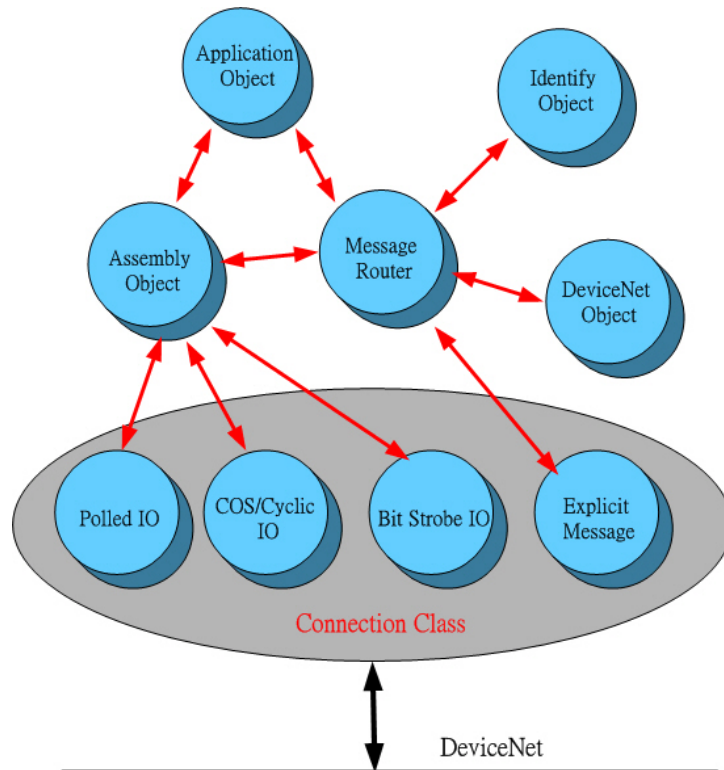 Application
Object
Identify
Object
Assembly
Object
Message
Router
DeviceNet
Object
Polled IO
COS/Cyclic
IO
Bit Strobe IO
Explicit
Message
Connection Class
DeviceNet